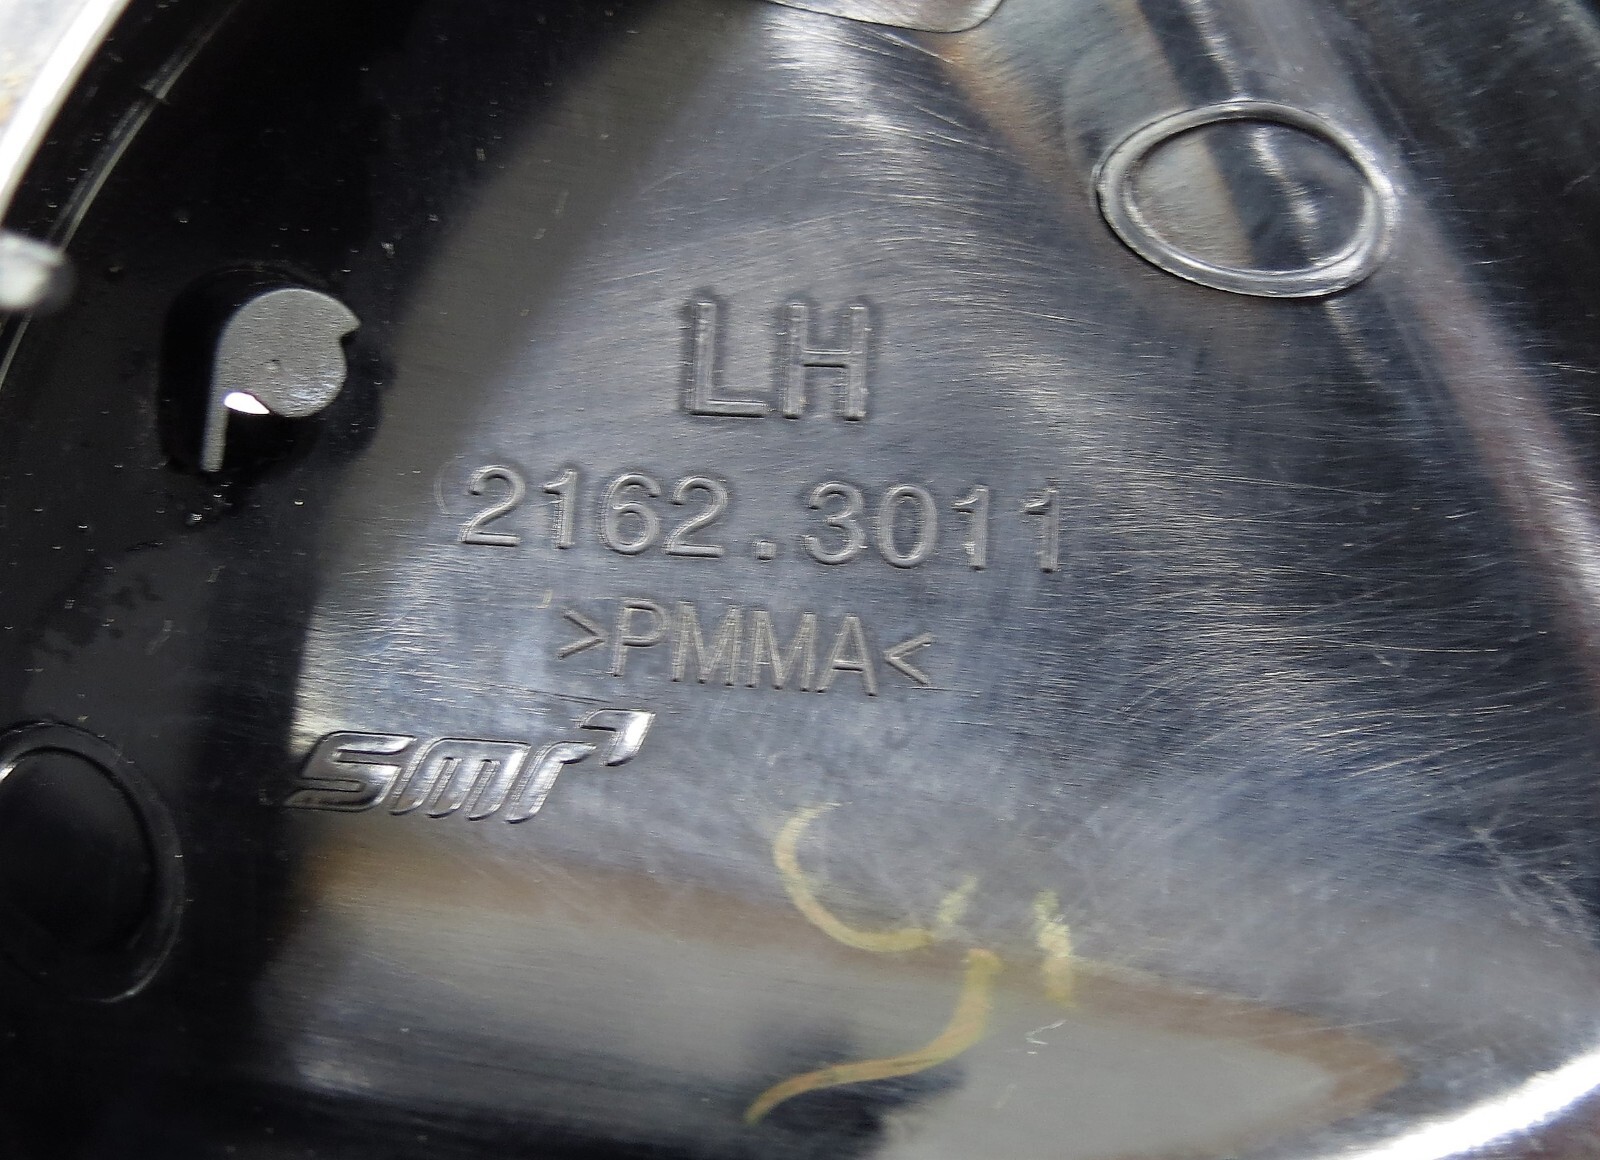 LH
2162.3011
>PMMA<
smr